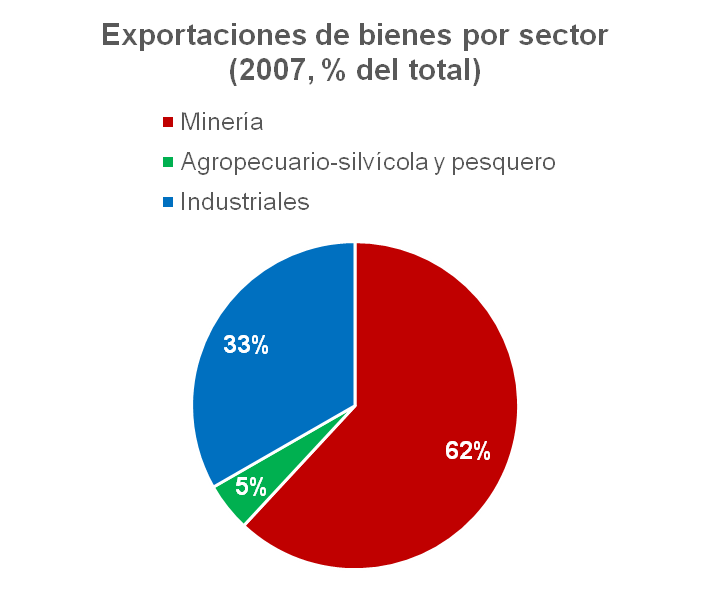 Exportaciones de bienes por sector
(2007, % del total)
Minería
Agropecuario-silvícola y pesquero
Industriales
33%
62%
5%